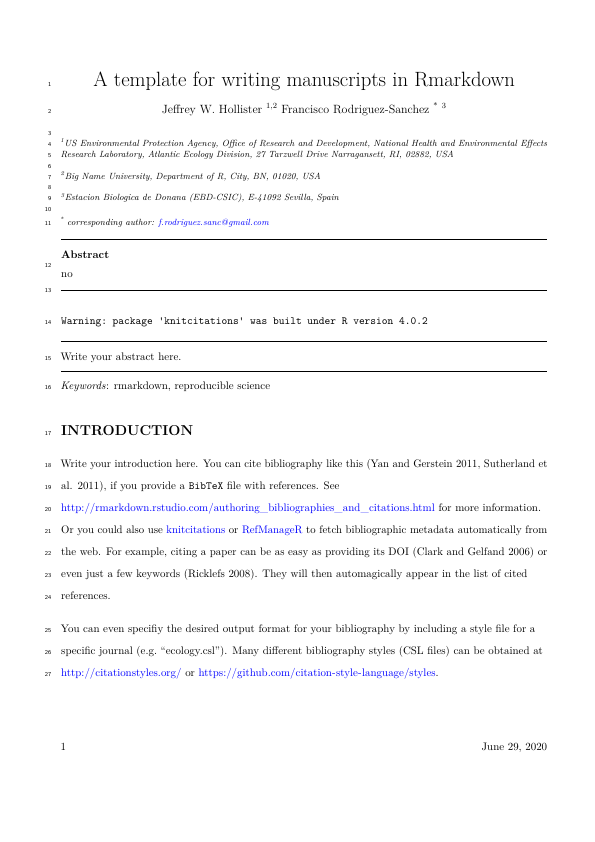 1 A template for writing manuscripts in Rmarkdown
2 Jeffrey W. Hollister 1,2 Francisco Rodriguez-Sanchez * 3
3
4 1US Environmental Protection Agency, Office of Research and Development, National Health and Environmental Effects
5 Research Laboratory, Atlantic Ecology Division, 27 Tarzwell Drive Narragansett, RI, 02882, USA
6
7 2Big Name University, Department of R, City, BN, 01020, USA
8
9 3Estacion Biologica de Donana (EBD-CSIC), E-41092 Sevilla, Spain
10
11 * corresponding author: f.rodriguez.sanc@gmail.com
Abstract
12
no
13
14 Warning: package 'knitcitations' was built under R version 4.0.2
15 Write your abstract here.
16 Keywords: rmarkdown, reproducible science
17 INTRODUCTION
18 Write your introduction here. You can cite bibliography like this (Yan and Gerstein 2011, Sutherland et
19 al. 2011), if you provide a BibTeX file with references. See
20 http://rmarkdown.rstudio.com/authoring_bibliographies_and_citations.html for more information.
21 Or you could also use knitcitations or RefManageR to fetch bibliographic metadata automatically from
22 the web. For example, citing a paper can be as easy as providing its DOI (Clark and Gelfand 2006) or
23 even just a few keywords (Ricklefs 2008). They will then automagically appear in the list of cited
24 references.
25 You can even specifiy the desired output format for your bibliography by including a style file for a
26 specific journal (e.g. “ecology.csl”). Many different bibliography styles (CSL files) can be obtained at
27 http://citationstyles.org/ or https://github.com/citation-style-language/styles.
1 June 29, 2020